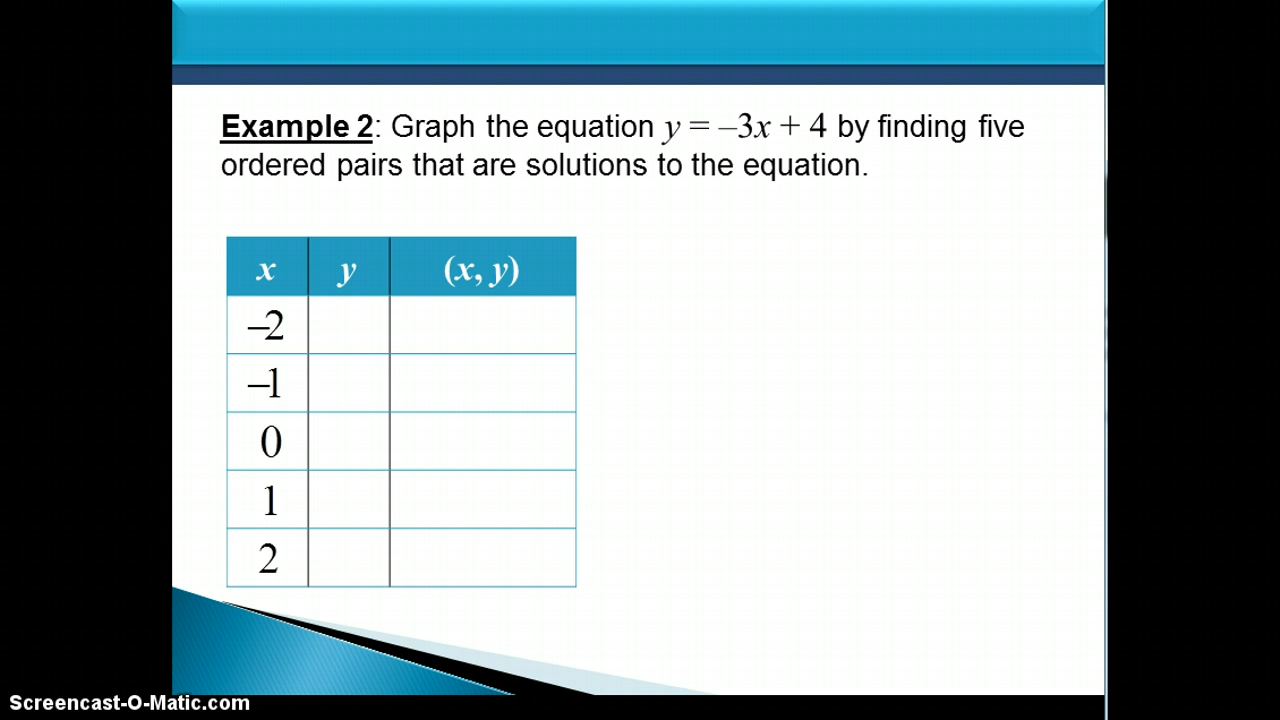 Example 2: Graph the equation y = –3x + 4 by finding five
ordered pairs that are solutions to the equation.
x y (x, y)
–2
–1
0
1
2
Screencast-O-Matic.com